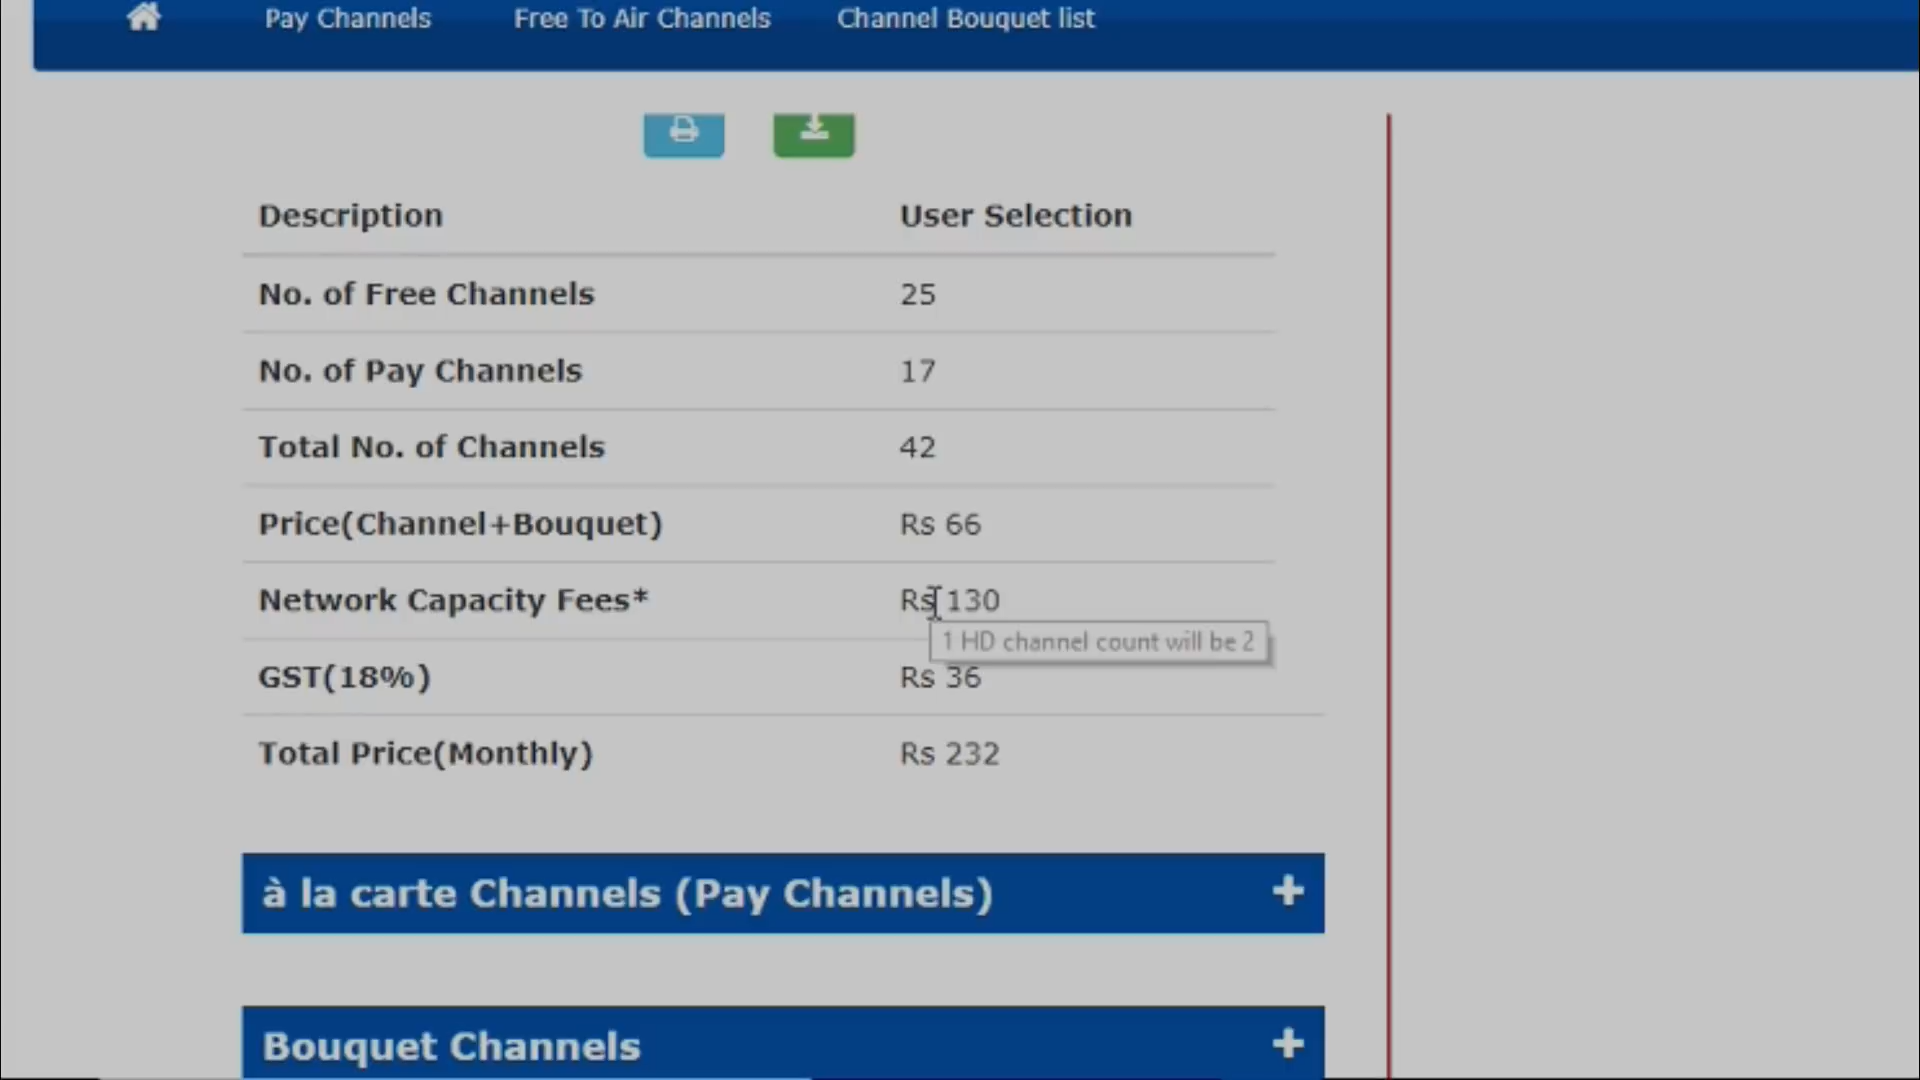 Pay Channels Free To Air Channels Channel Bouquet list
Description User Selection
No. of Free Channels 25
No. of Pay Channels 17
Total No. of Channels 42
Price(Channel+Bouquet) Rs 66
Network Capacity Fees* Rs 130
1 HD channel count will be 2
GST(18%) Rs 36
Total Price(Monthly) Rs 232
à la carte Channels (Pay Channels) +
Bouquet Channels +